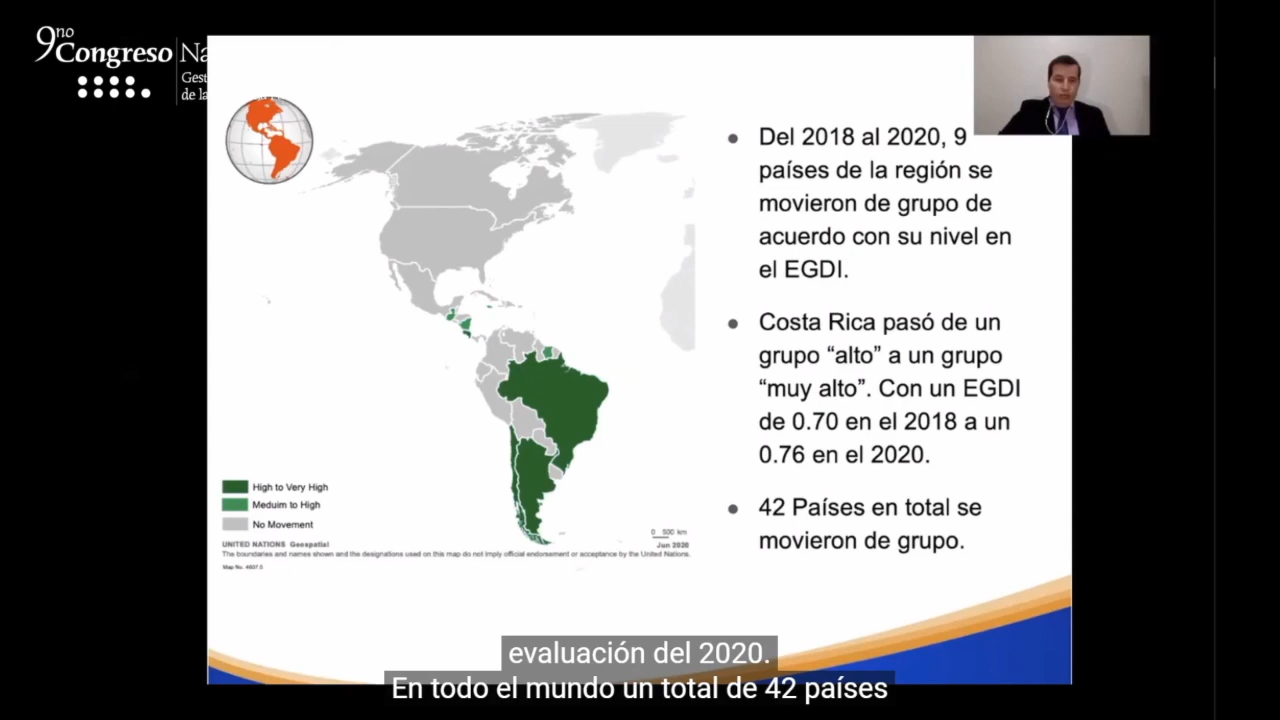 9no
Congreso Na
Gest
de la
• Del 2018 al 2020, 9
países de la región se
movieron de grupo de
acuerdo con su nivel en
el EGDI.
• Costa Rica pasó de un
grupo “alto” a un grupo
“muy alto”. Con un EGDI
de 0.70 en el 2018 a un
0.76 en el 2020.
• 42 Países en total se
movieron de grupo.
High to Very High
Meduim to High
No Movement
0 500 km
UNITED NATIONS Geospatial
Jun 2020
The boundaries and names shown and the designations used on this map do not imply official endorsement or acceptance by the United Nations.
Map No. 4607.5
evaluación del 2020.
En todo el mundo un total de 42 países